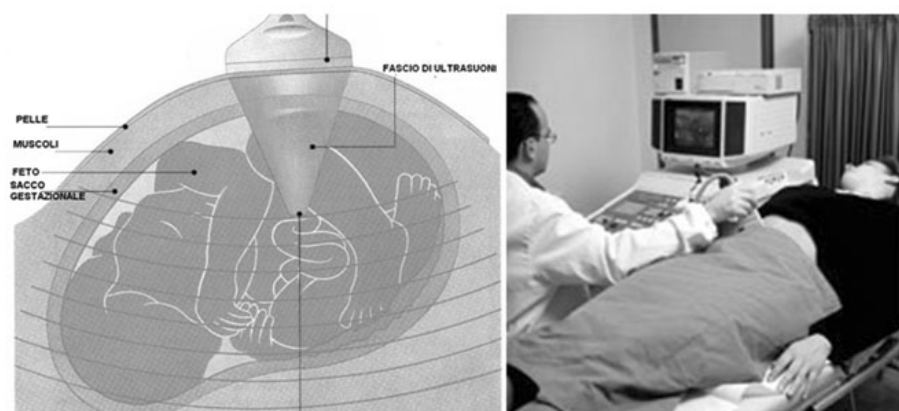 FASCIO DI ULTRASUONI
PELLE
MUSCOLI
FETO
SACCO
GESTAZIONALE